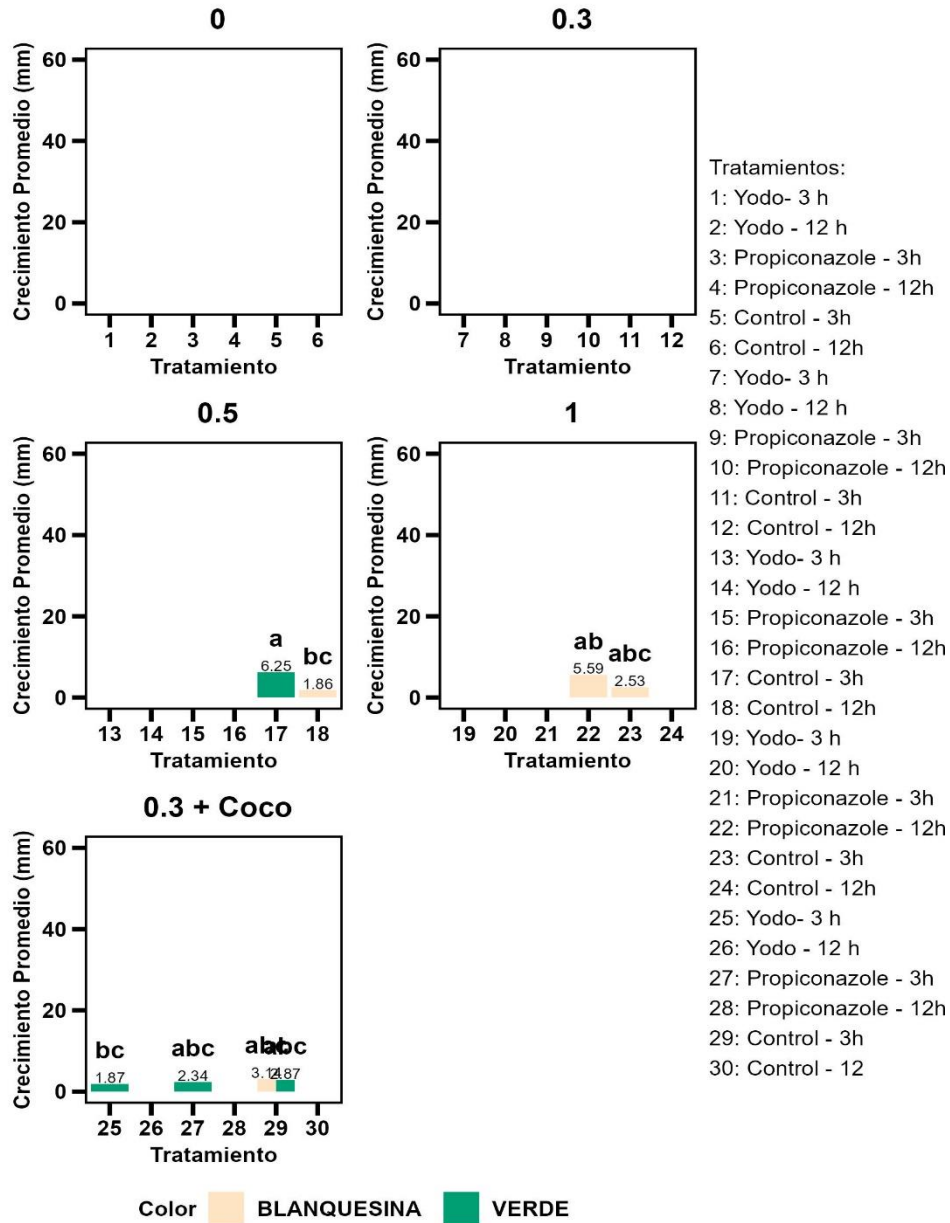 0
Crecimiento Promedio (mm)
60
40
20
0
1 2 3 4 5 6
Tratamiento
0.3
Crecimiento Promedio (mm)
60
40
20
0
7 8 9 10 11 12
Tratamiento
0.5
Crecimiento Promedio (mm)
60
40
20
0
a
6.25
bc
1.86
13 14 15 16 17 18
Tratamiento
1
Crecimiento Promedio (mm)
60
40
20
0
ab
5.59
abc
2.53
19 20 21 22 23 24
Tratamiento
0.3 + Coco
Crecimiento Promedio (mm)
60
40
20
0
bc
1.87
abc
2.34
abc
abc
3.14
2.87
25 26 27 28 29 30
Tratamiento
Tratamientos:
1: Yodo- 3 h
2: Yodo - 12 h
3: Propiconazole - 3h
4: Propiconazole - 12h
5: Control - 3h
6: Control - 12h
7: Yodo- 3 h
8: Yodo - 12 h
9: Propiconazole - 3h
10: Propiconazole - 12h
11: Control - 3h
12: Control - 12h
13: Yodo- 3 h
14: Yodo - 12 h
15: Propiconazole - 3h
16: Propiconazole - 12h
17: Control - 3h
18: Control - 12h
19: Yodo- 3 h
20: Yodo - 12 h
21: Propiconazole - 3h
22: Propiconazole - 12h
23: Control - 3h
24: Control - 12h
25: Yodo- 3 h
26: Yodo - 12 h
27: Propiconazole - 3h
28: Propiconazole - 12h
29: Control - 3h
30: Control - 12
Color BLANQUESINA VERDE